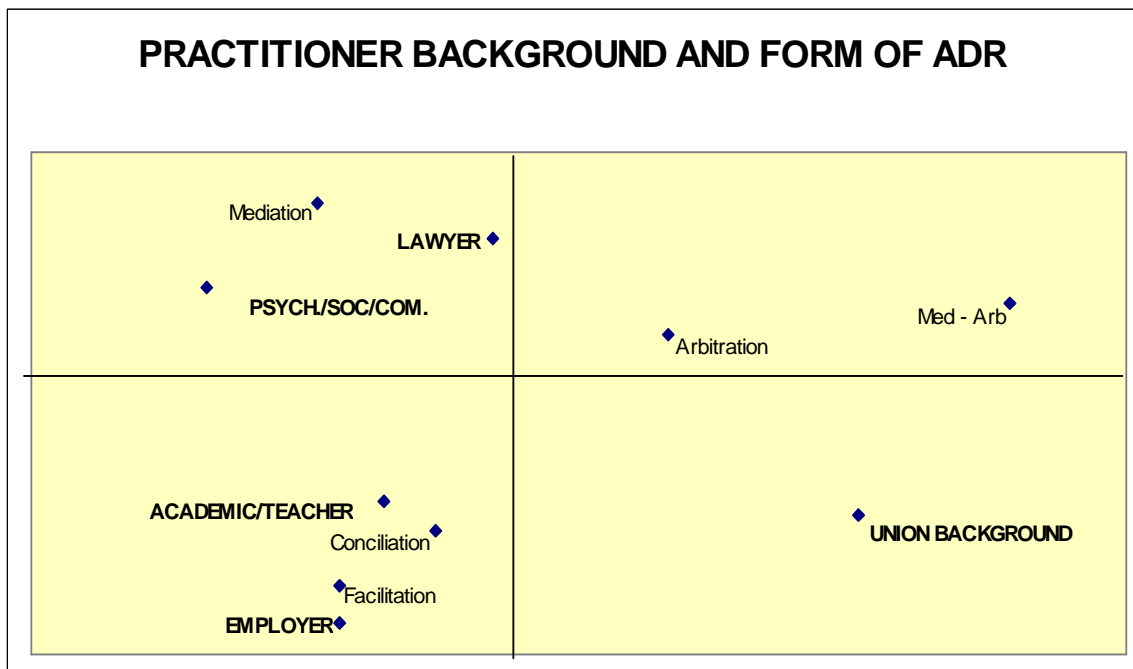 PRACTITIONER BACKGROUND AND FORM OF ADR
Mediation
LAWYER
PSYCH./SOC/COM.
Med - Arb
Arbitration
ACADEMIC/TEACHER
UNION BACKGROUND
Conciliation
Facilitation
EMPLOYER